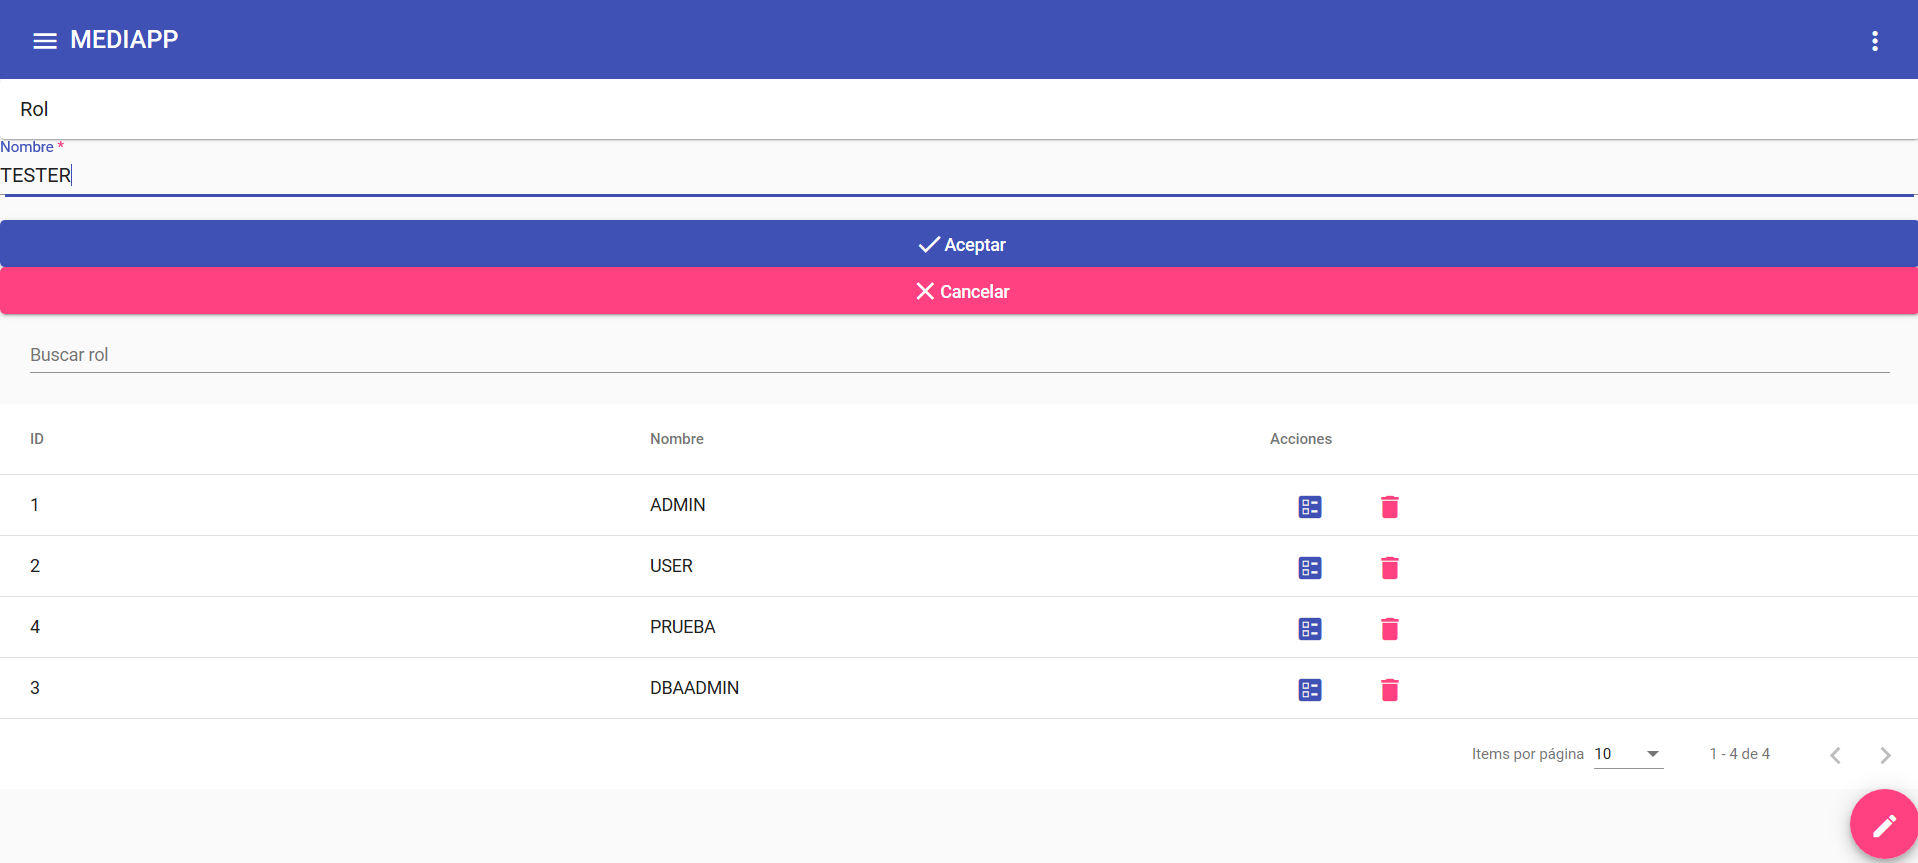 MEDIAPP
Rol
Nombre *
TESTER
Aceptar
Cancelar
Buscar rol
ID Nombre Acciones
1 ADMIN
2 USER
4 PRUEBA
3 DBAADMIN
Items por página 10 1 - 4 de 4